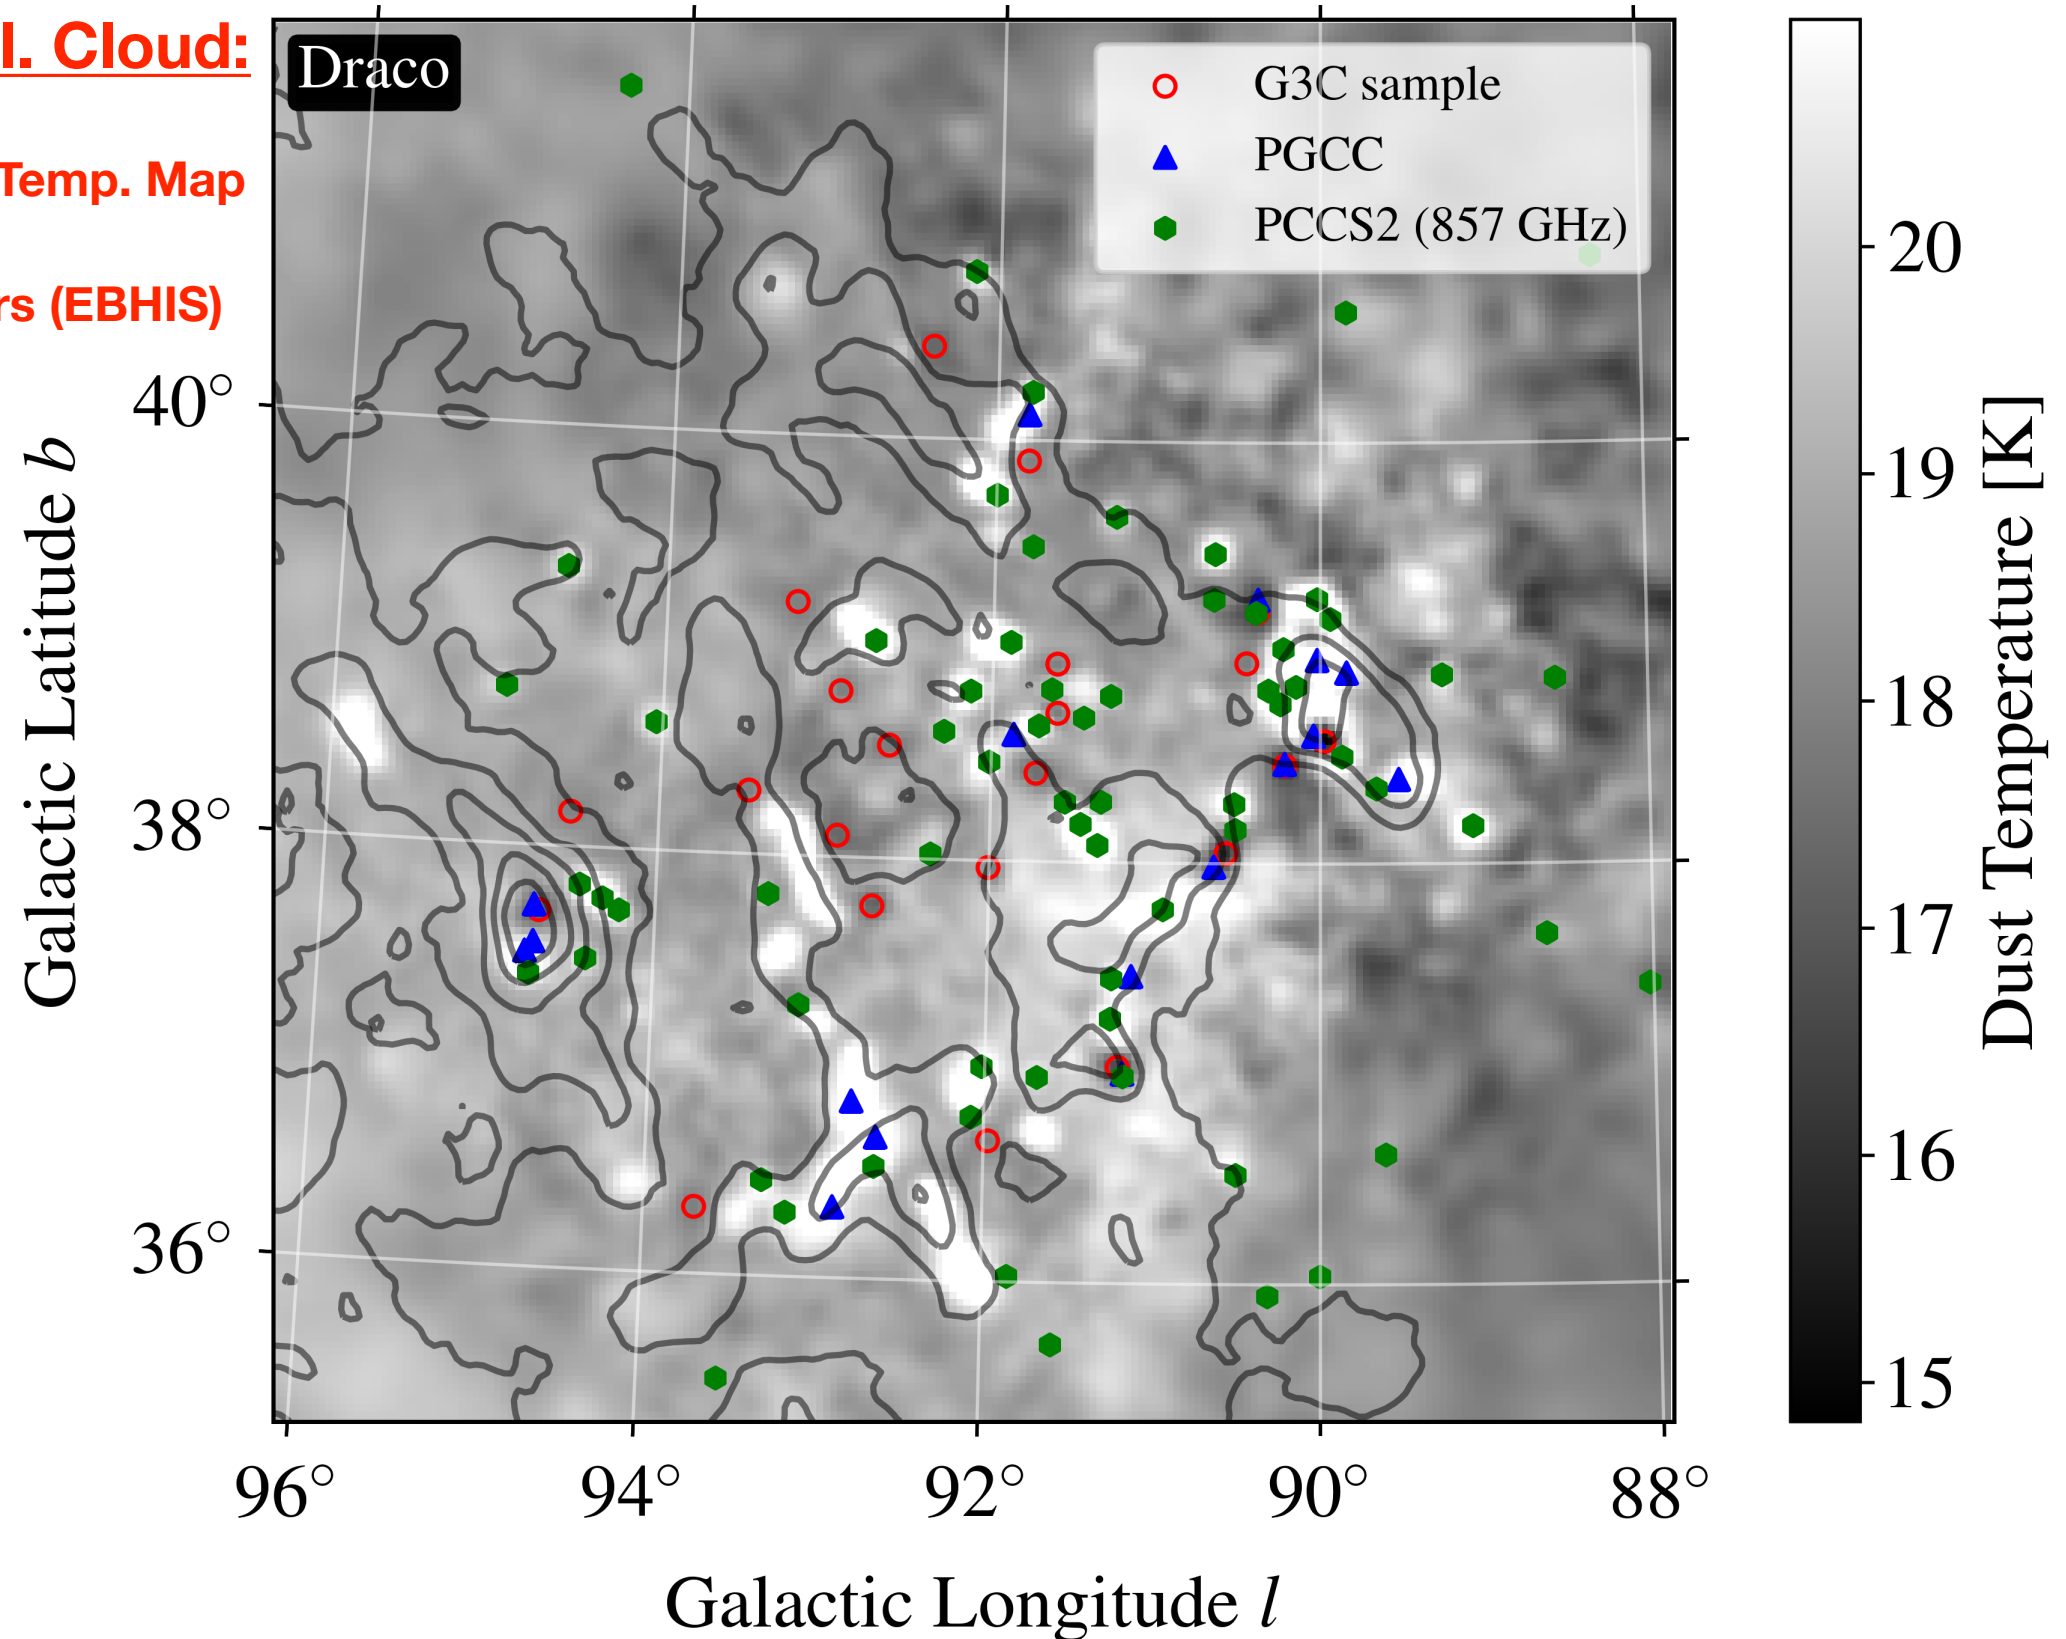 l. Cloud:
Temp. Map
rs (EBHIS)
Draco
G3C sample
PGCC
PCCS2 (857 GHz)
40°
38°
36°
Galactic Latitude b
96°
94°
92°
90°
88°
Galactic Longitude l
20
19
18
17
16
15
Dust Temperature [K]